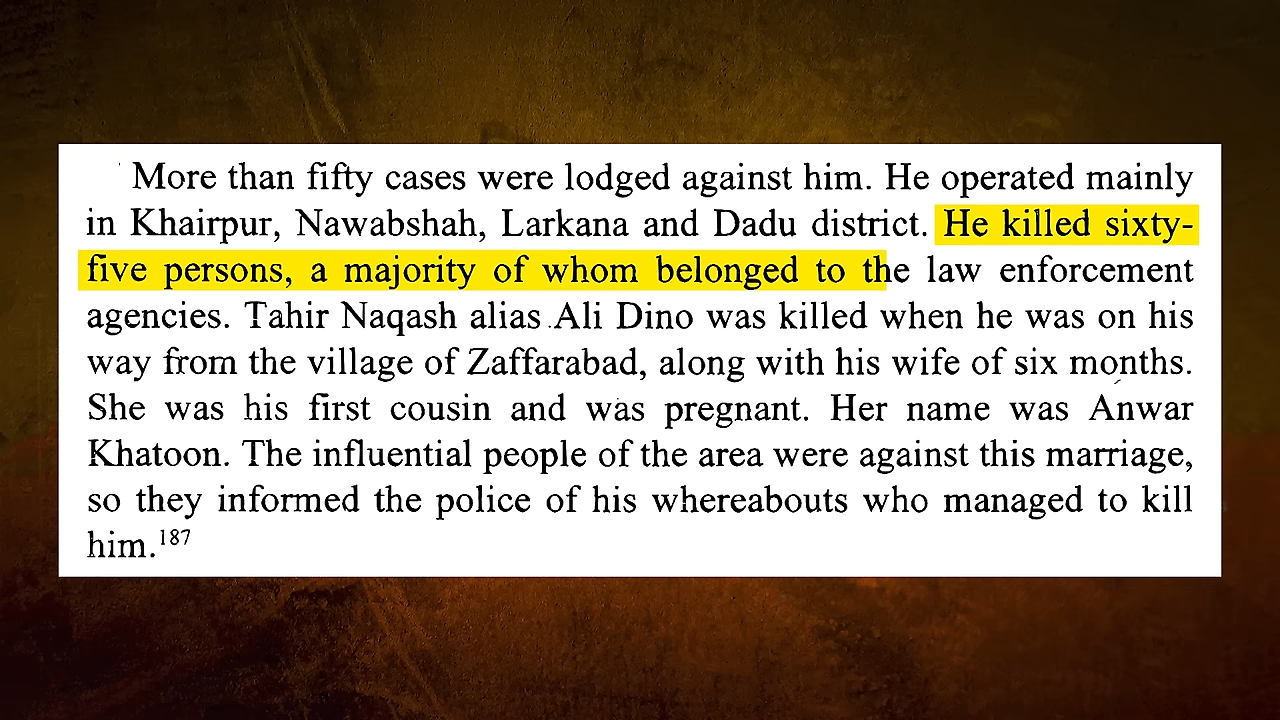 More than fifty cases were lodged against him. He operated mainly
in Khairpur, Nawabshah, Larkana and Dadu district. He killed sixty-
five persons, a majority of whom belonged to the law enforcement
agencies. Tahir Naqash alias Ali Dino was killed when he was on his
way from the village of Zaffarabad, along with his wife of six months.
She was his first cousin and was pregnant. Her name was Anwar
Khatoon. The influential people of the area were against this marriage,
so they informed the police of his whereabouts who managed to kill
him.187